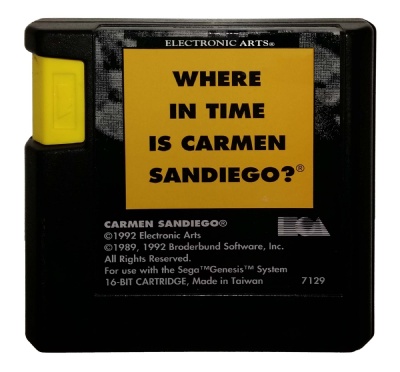 ELECTRONIC ARTS®
WHERE
IN TIME
IS CARMEN
SANDIEGO?®
CARMEN SANDIEGO®
©1992 Electronic Arts
©1989, 1992 Broderbund Software, Inc.
All Rights Reserved.
For use with the Sega™Genesis™ System
16-BIT CARTRIDGE, Made in Taiwan 7129
EOA